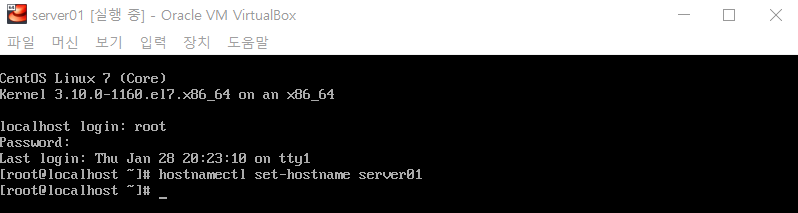 server01 [실행 중] - Oracle VM VirtualBox
파일 머신 보기 입력 장치 도움말
CentOS Linux 7 (Core)
Kernel 3.10.0-1160.el7.x86_64 on an x86_64
localhost login: root
Password:
Last login: Thu Jan 28 20:23:10 on tty1
[root@localhost ~]# hostnamectl set-hostname server01
[root@localhost ~]# _